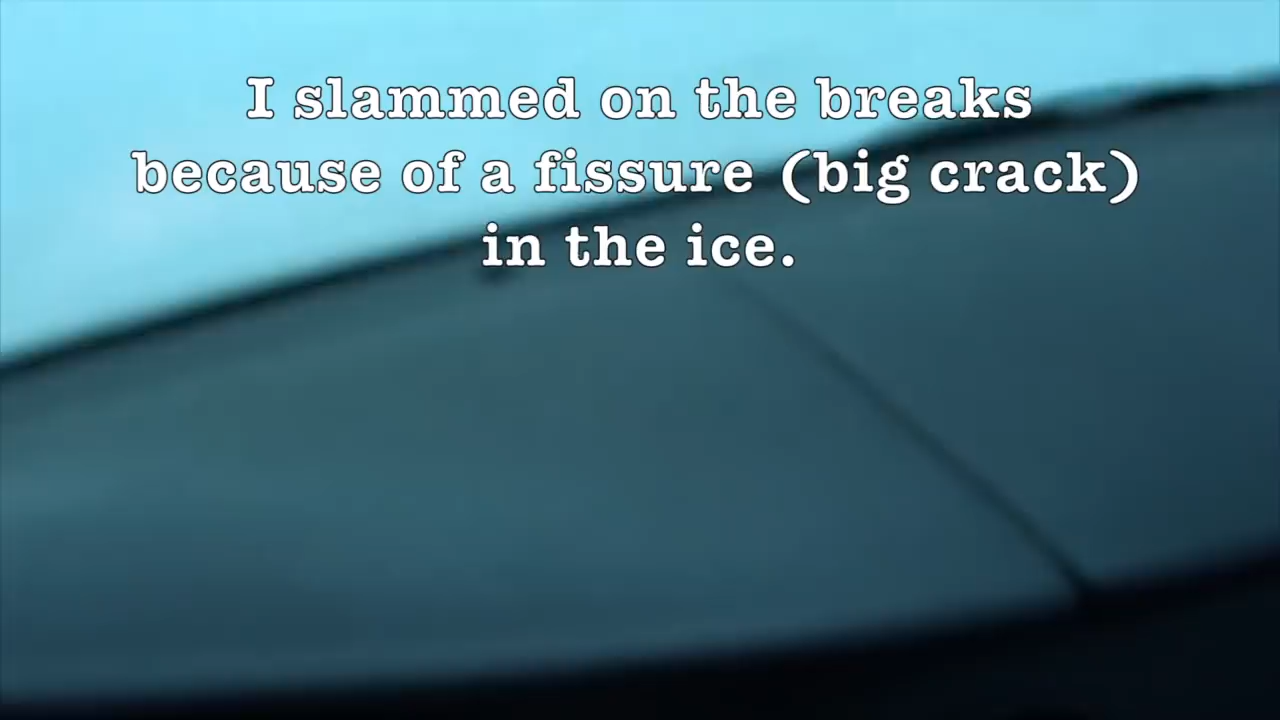 I slammed on the breaks
because of a fissure (big crack)
in the ice.